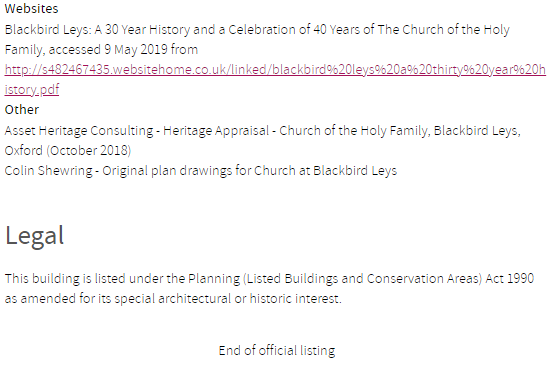 Websites
Blackbird Leys: A 30 Year History and a Celebration of 40 Years of The Church of the Holy
Family, accessed 9 May 2019 from
http://s482467435.websitehome.co.uk/linked/blackbird%20leys%20a%20thirty%20year%20h
istory.pdf
Other
Asset Heritage Consulting - Heritage Appraisal - Church of the Holy Family, Blackbird Leys,
Oxford (October 2018)
Colin Shewring - Original plan drawings for Church at Blackbird Leys
Legal
This building is listed under the Planning (Listed Buildings and Conservation Areas) Act 1990
as amended for its special architectural or historic interest.
End of official listing